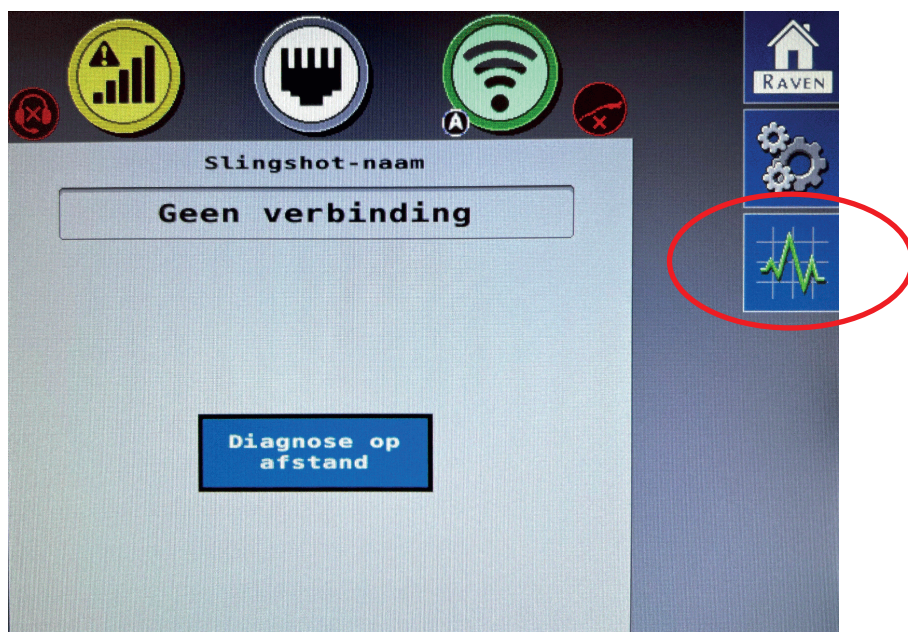 RAVEN
A
Slingshot-naam
Geen verbinding
Diagnose op
afstand